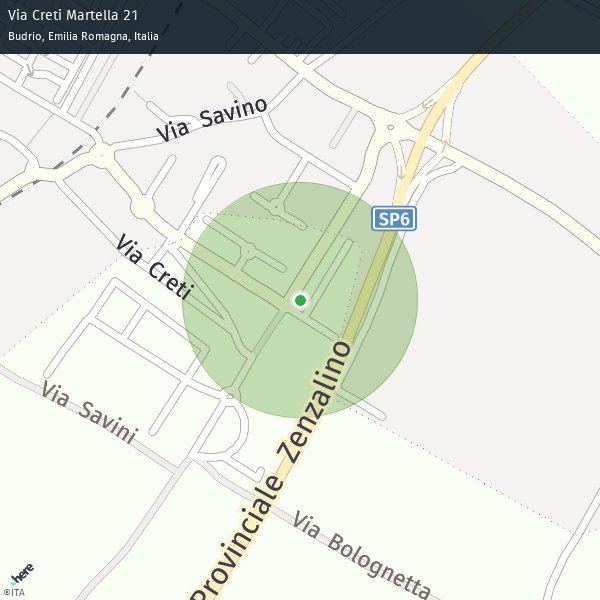 Via Creti Martella 21
Budrio, Emilia Romagna, Italia
Via Savino
SP6
Via Creti
Provinciale Zenzalino
Via Savini
Via Bolognetta
here
©ITA